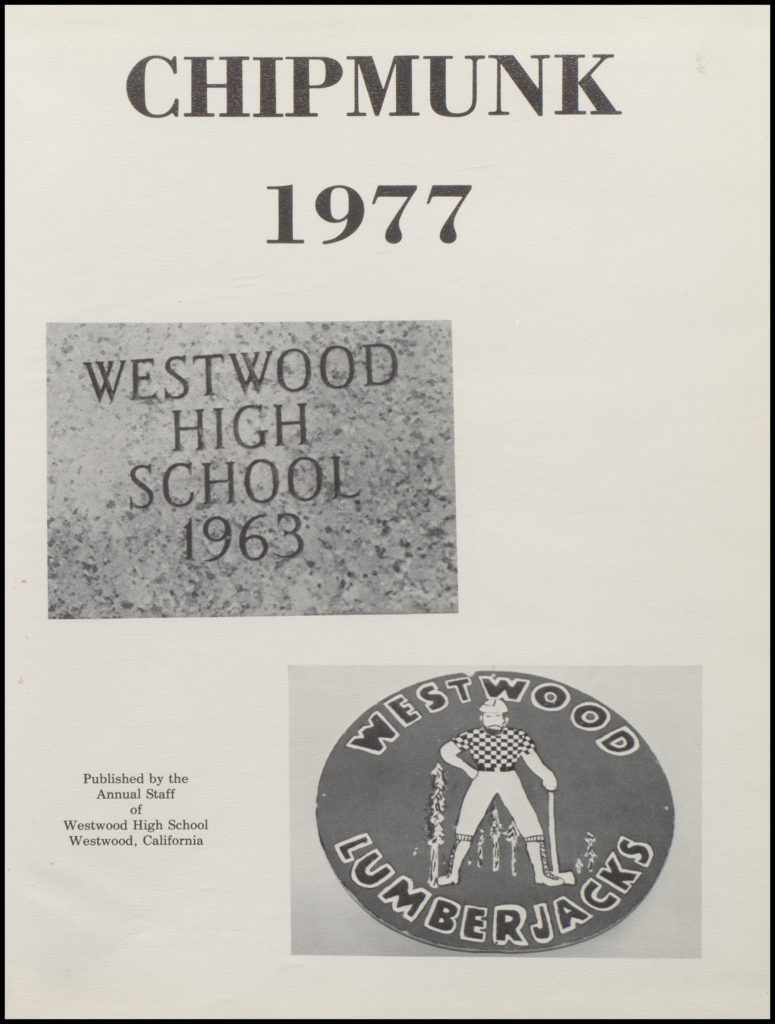 CHIPMUNK
1977
WESTWOOD
HIGH
SCHOOL
1963
Published by the
Annual Staff
of
Westwood High School
Westwood, California
WESTWOOD
LUMBERJACKS